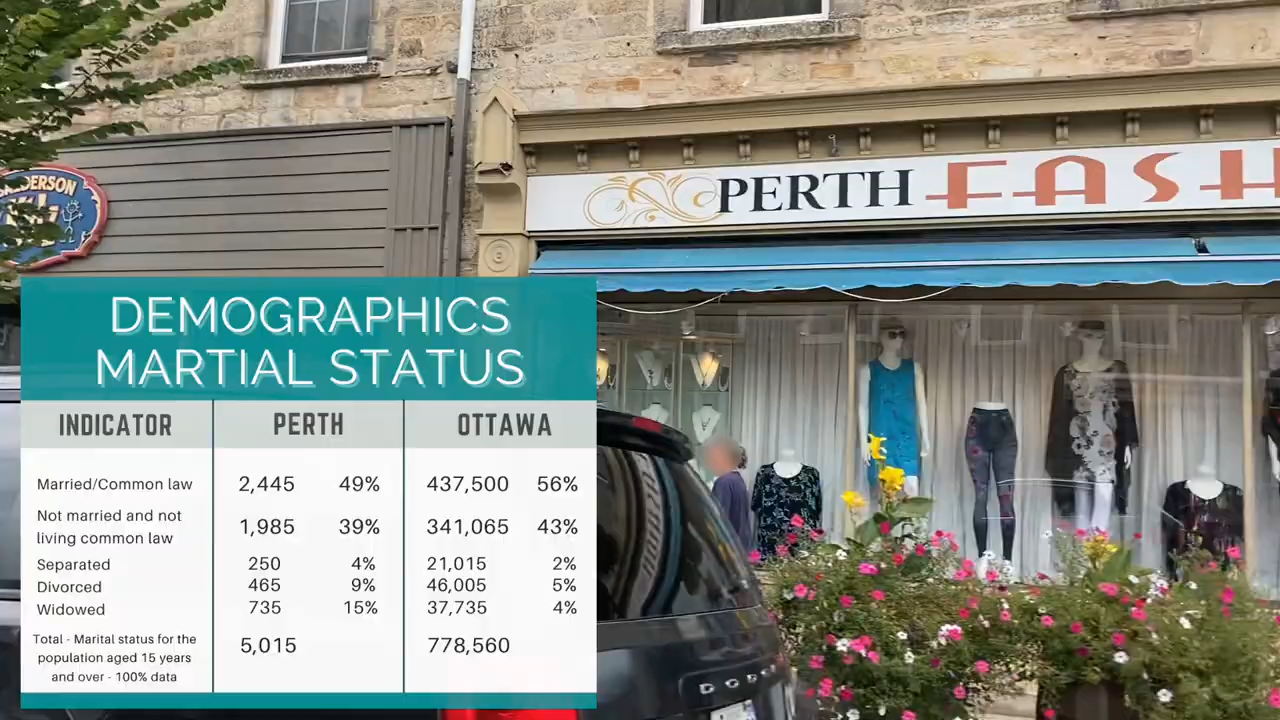 PERTH FASH
DEMOGRAPHICS
MARTIAL STATUS
INDICATOR PERTH OTTAWA
Married/Common law 2,445 49% 437,500 56%
Not married and not
living common law 1,985 39% 341,065 43%
Separated 250 4% 21,015 2%
Divorced 465 9% 46,005 5%
Widowed 735 15% 37,735 4%
Total - Marital status for the
population aged 15 years
and over - 100% data 5,015 778,560
DODGE